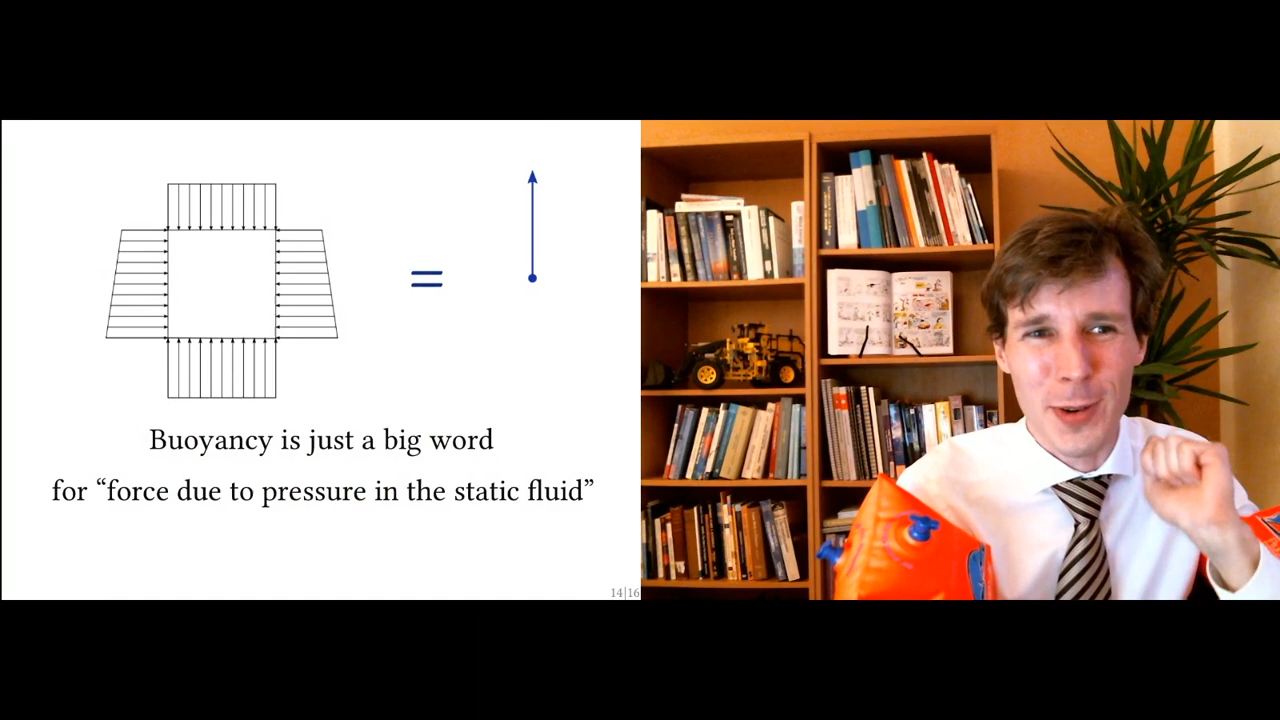 =
Buoyancy is just a big word
for “force due to pressure in the static fluid”
14|16